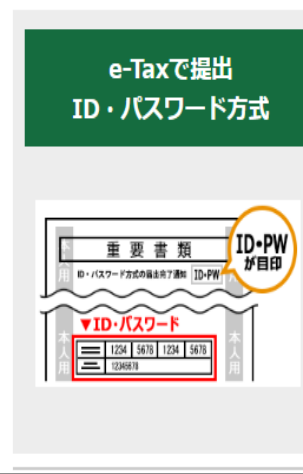 e-Taxで提出
ID・パスワード方式
重要書類
ID・パスワード方式の届出完了通知 ID・PW
ID・PW
が目印
▼ID・パスワード
1234 5678 1234 5678
12345678
本人用
本人用